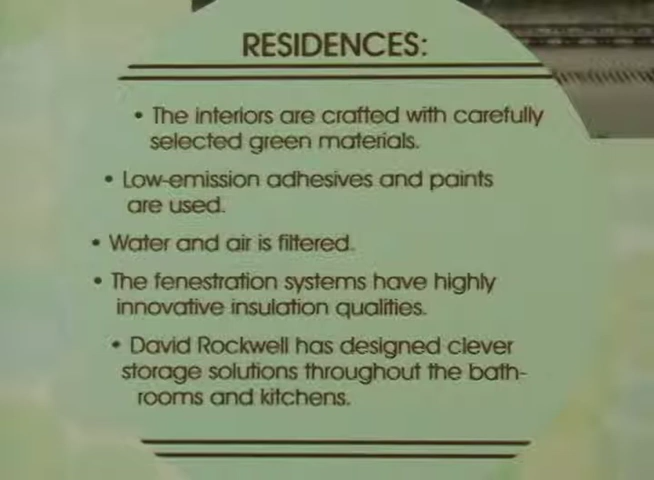 RESIDENCES:
• The interiors are crafted with carefully
selected green materials.
• Low-emission adhesives and paints
are used.
• Water and air is filtered.
• The fenestration systems have highly
innovative insulation qualities.
• David Rockwell has designed clever
storage solutions throughout the bath-
rooms and kitchens.